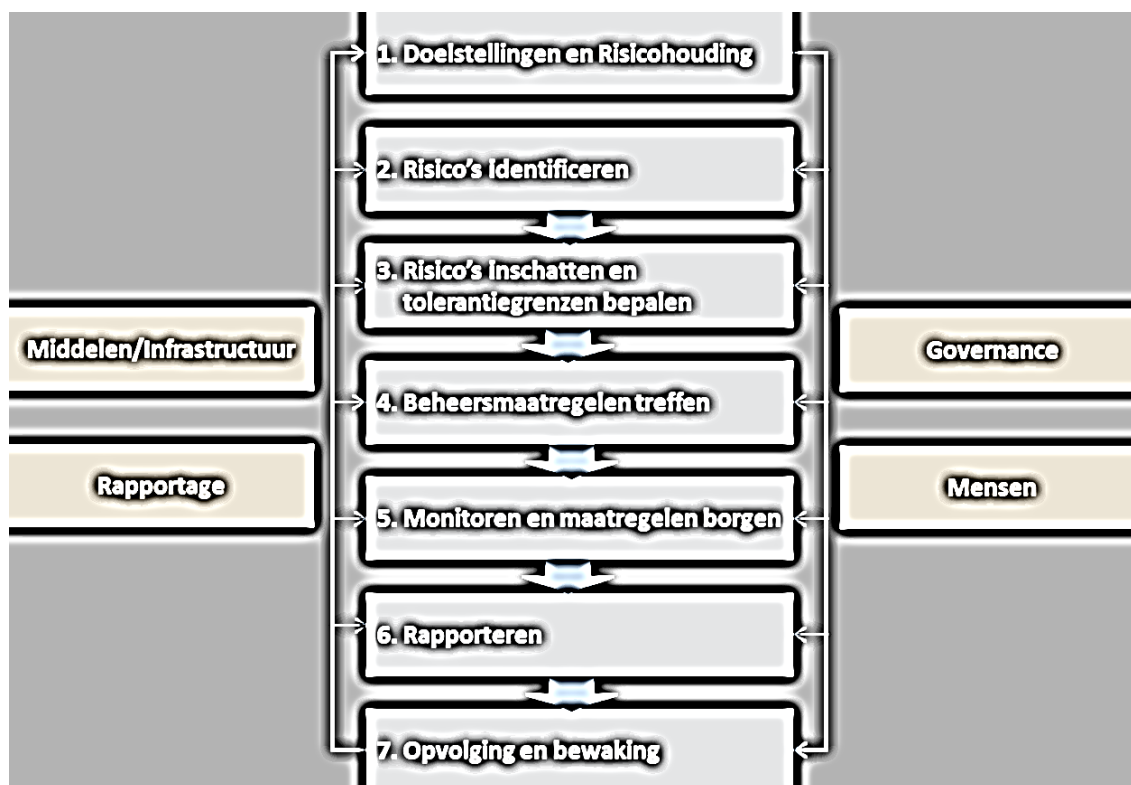 1. Doelstellingen en Risicohouding
2. Risico's identificeren
3. Risico's inschatten en
tolerantiegrenzen bepalen
Middelen/Infrastructuur
Governance
4. Beheersmaatregelen treffen
Rapportage
Mensen
5. Monitoren en maatregelen borgen
6. Rapporteren
7. Opvolging en bewaking